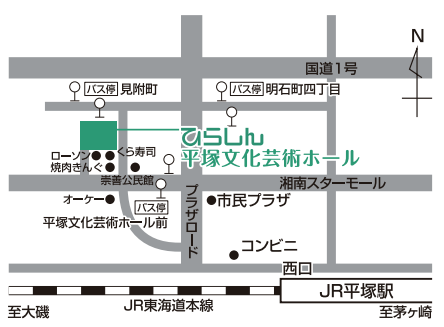 N
国道1号
バス停 見附町
バス停 明石町四丁目
ひらしん
平塚文化芸術ホール
ローソン
くら寿司
焼肉きんぐ
崇善公民館
湘南スターモール
オーケー
バス停
平塚文化芸術ホール前
プラザロード
市民プラザ
コンビニ
西口
JR平塚駅
至大磯
JR東海道本線
至茅ヶ崎